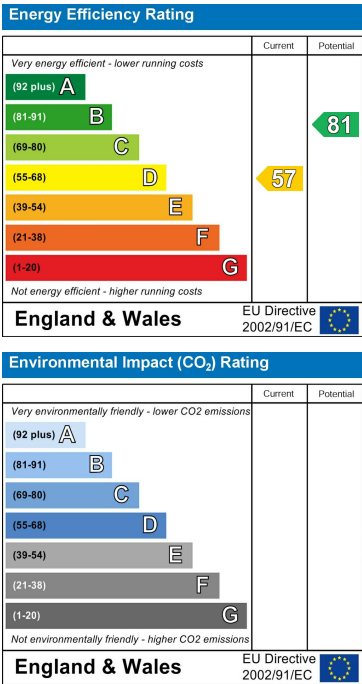 Energy Efficiency Rating
Current Potential
Very energy efficient - lower running costs
(92 plus) A
(81-91) B
81
(69-80) C
(55-68) D
57
(39-54) E
(21-38) F
(1-20) G
Not energy efficient - higher running costs
England & Wales
EU Directive
2002/91/EC
Environmental Impact (CO₂) Rating
Current Potential
Very environmentally friendly - lower CO2 emissions
(92 plus) A
(81-91) B
(69-80) C
(55-68) D
(39-54) E
(21-38) F
(1-20) G
Not environmentally friendly - higher CO2 emissions
England & Wales
EU Directive
2002/91/EC